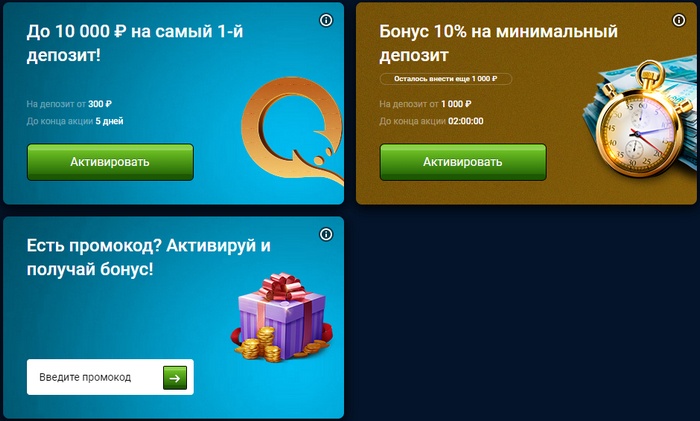 До 10 000 ₽ на самый 1-й
депозит!
На депозит от 300 ₽
До конца акции 5 дней
Активировать
Бонус 10% на минимальный
депозит
Осталось внести еще 1 000 ₽
На депозит от 1 000 ₽
До конца акции 02:00:00
Активировать
Есть промокод? Активируй и
получай бонус!
Введите промокод